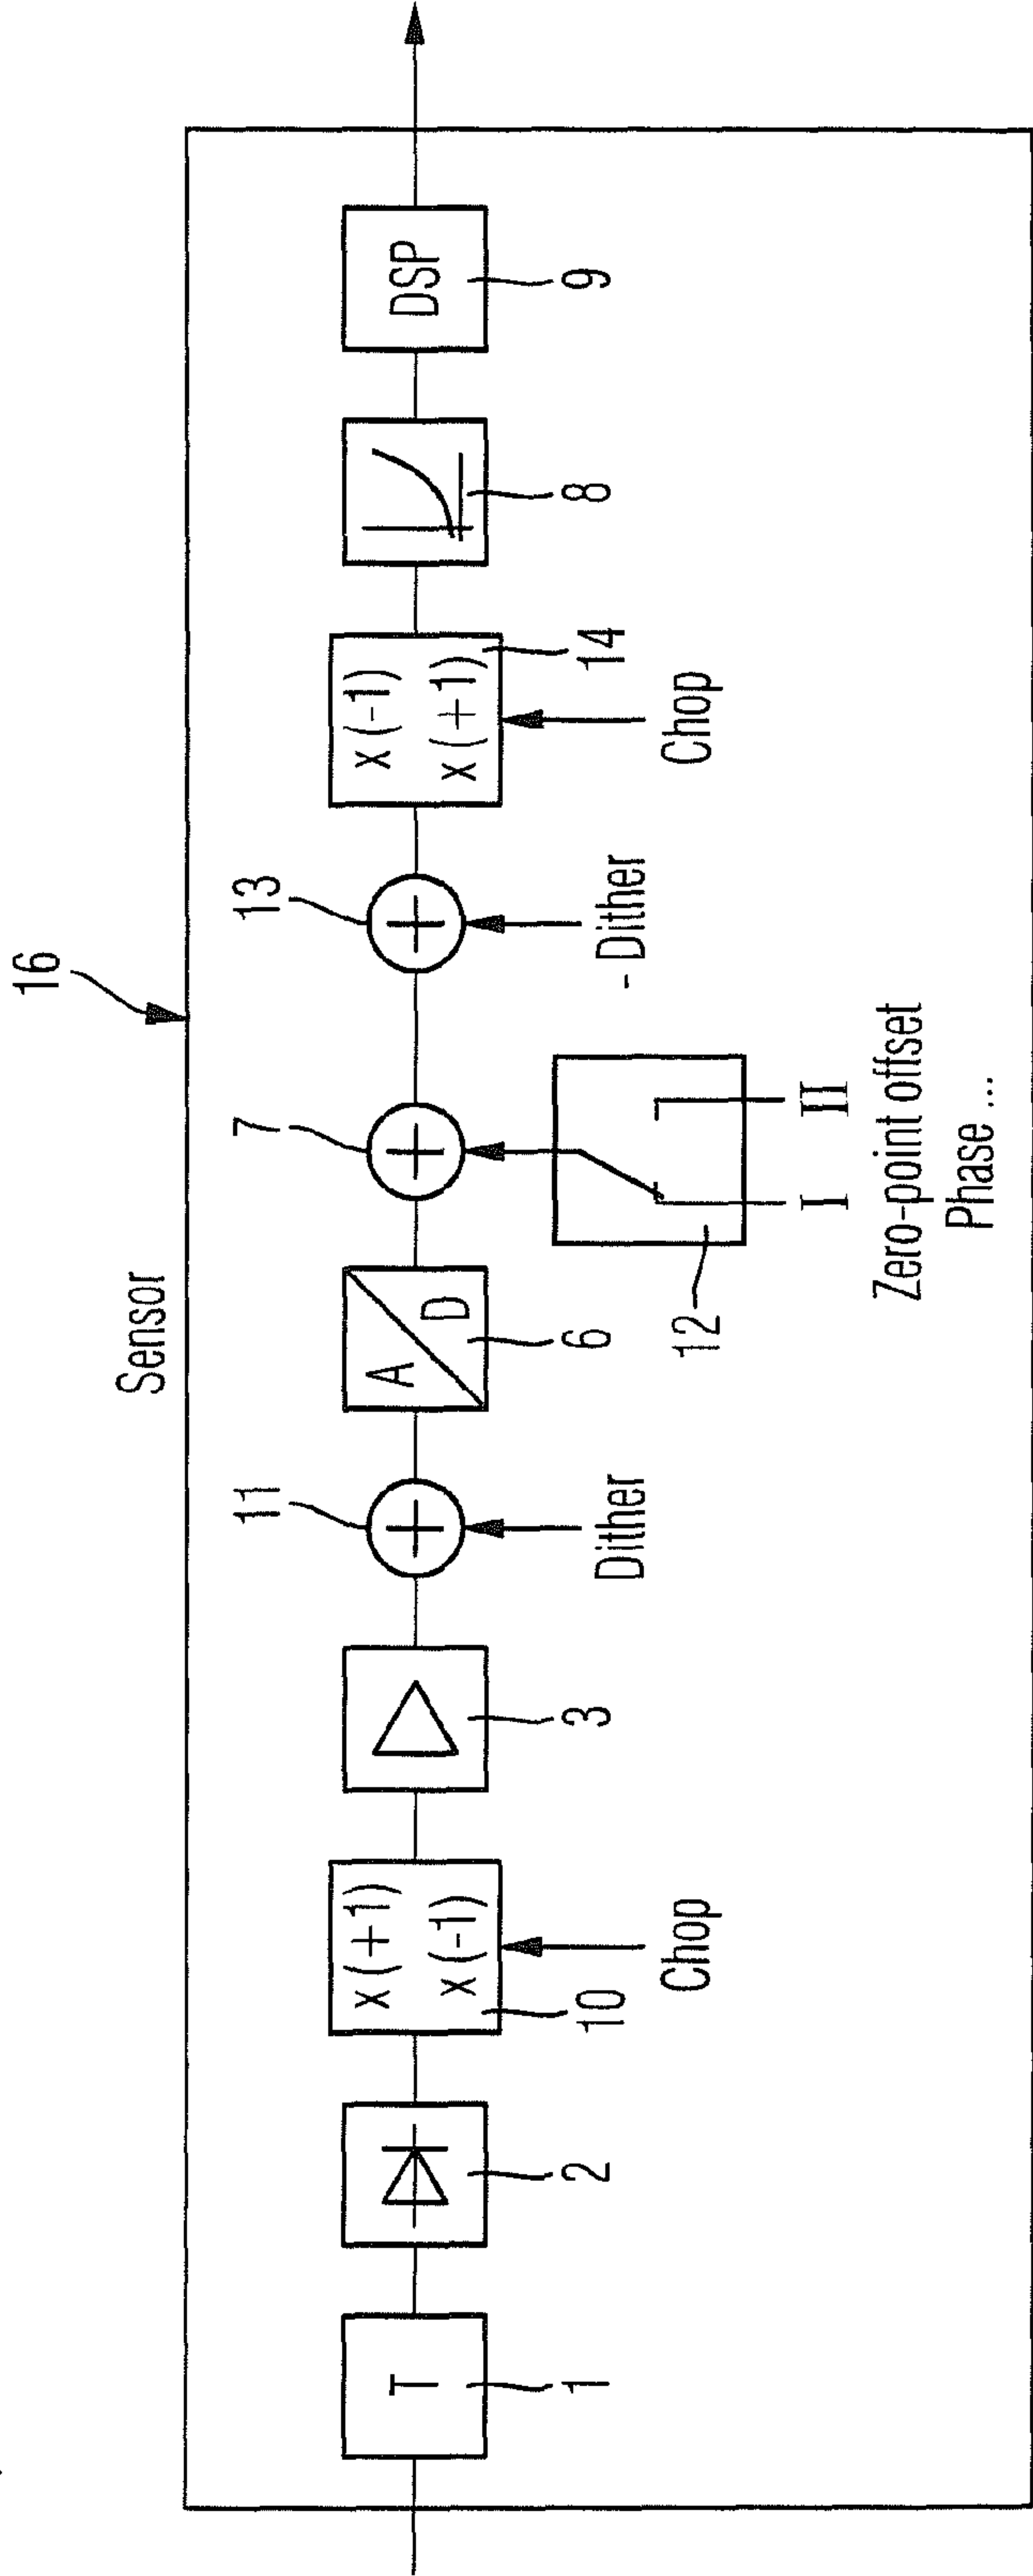 16
Sensor
11
7
13
T
x (+1)
x (-1)
A
D
x (-1)
x (+1)
DSP
1
2
10
3
6
14
8
9
Chop
Dither
12
- Dither
Chop
I
II
Zero-point offset
Phase ...